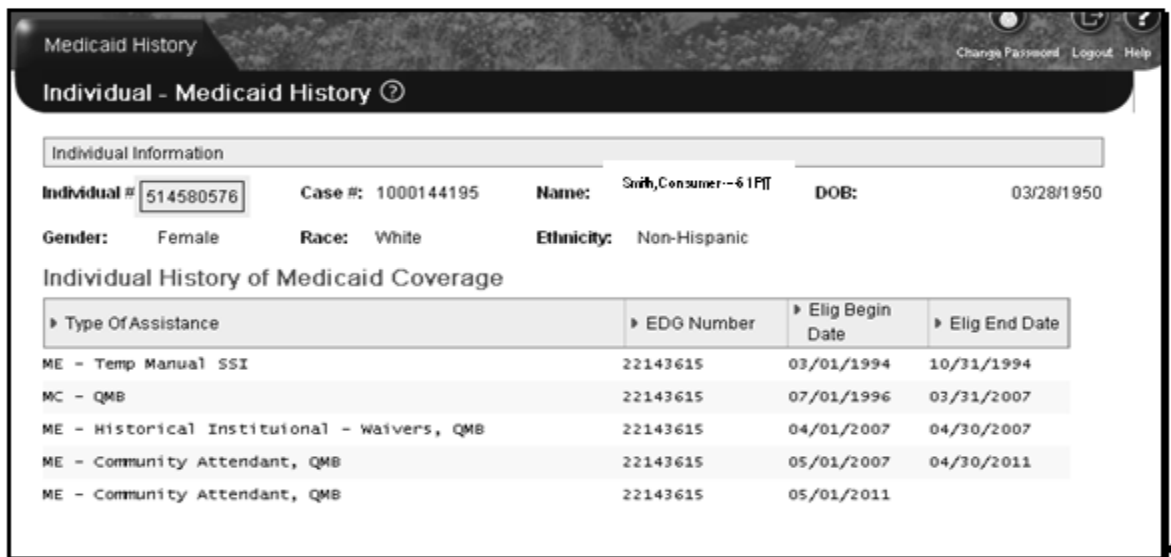 Medicaid History
Change Password Logout Help
Individual - Medicaid History ?
Individual Information
Individual # 514580576 Case #: 1000144195 Name: Smith,Consumer DOB: 03/28/1950
Gender: Female Race: White Ethnicity: Non-Hispanic
Individual History of Medicaid Coverage
Type Of Assistance EDG Number Elig Begin Date Elig End Date
ME - Temp Manual SSI 22143615 03/01/1994 10/31/1994
MC - QMB 22143615 07/01/1996 03/31/2007
ME - Historical Instituional - Waivers, QMB 22143615 04/01/2007 04/30/2007
ME - Community Attendant, QMB 22143615 05/01/2007 04/30/2011
ME - Community Attendant, QMB 22143615 05/01/2011